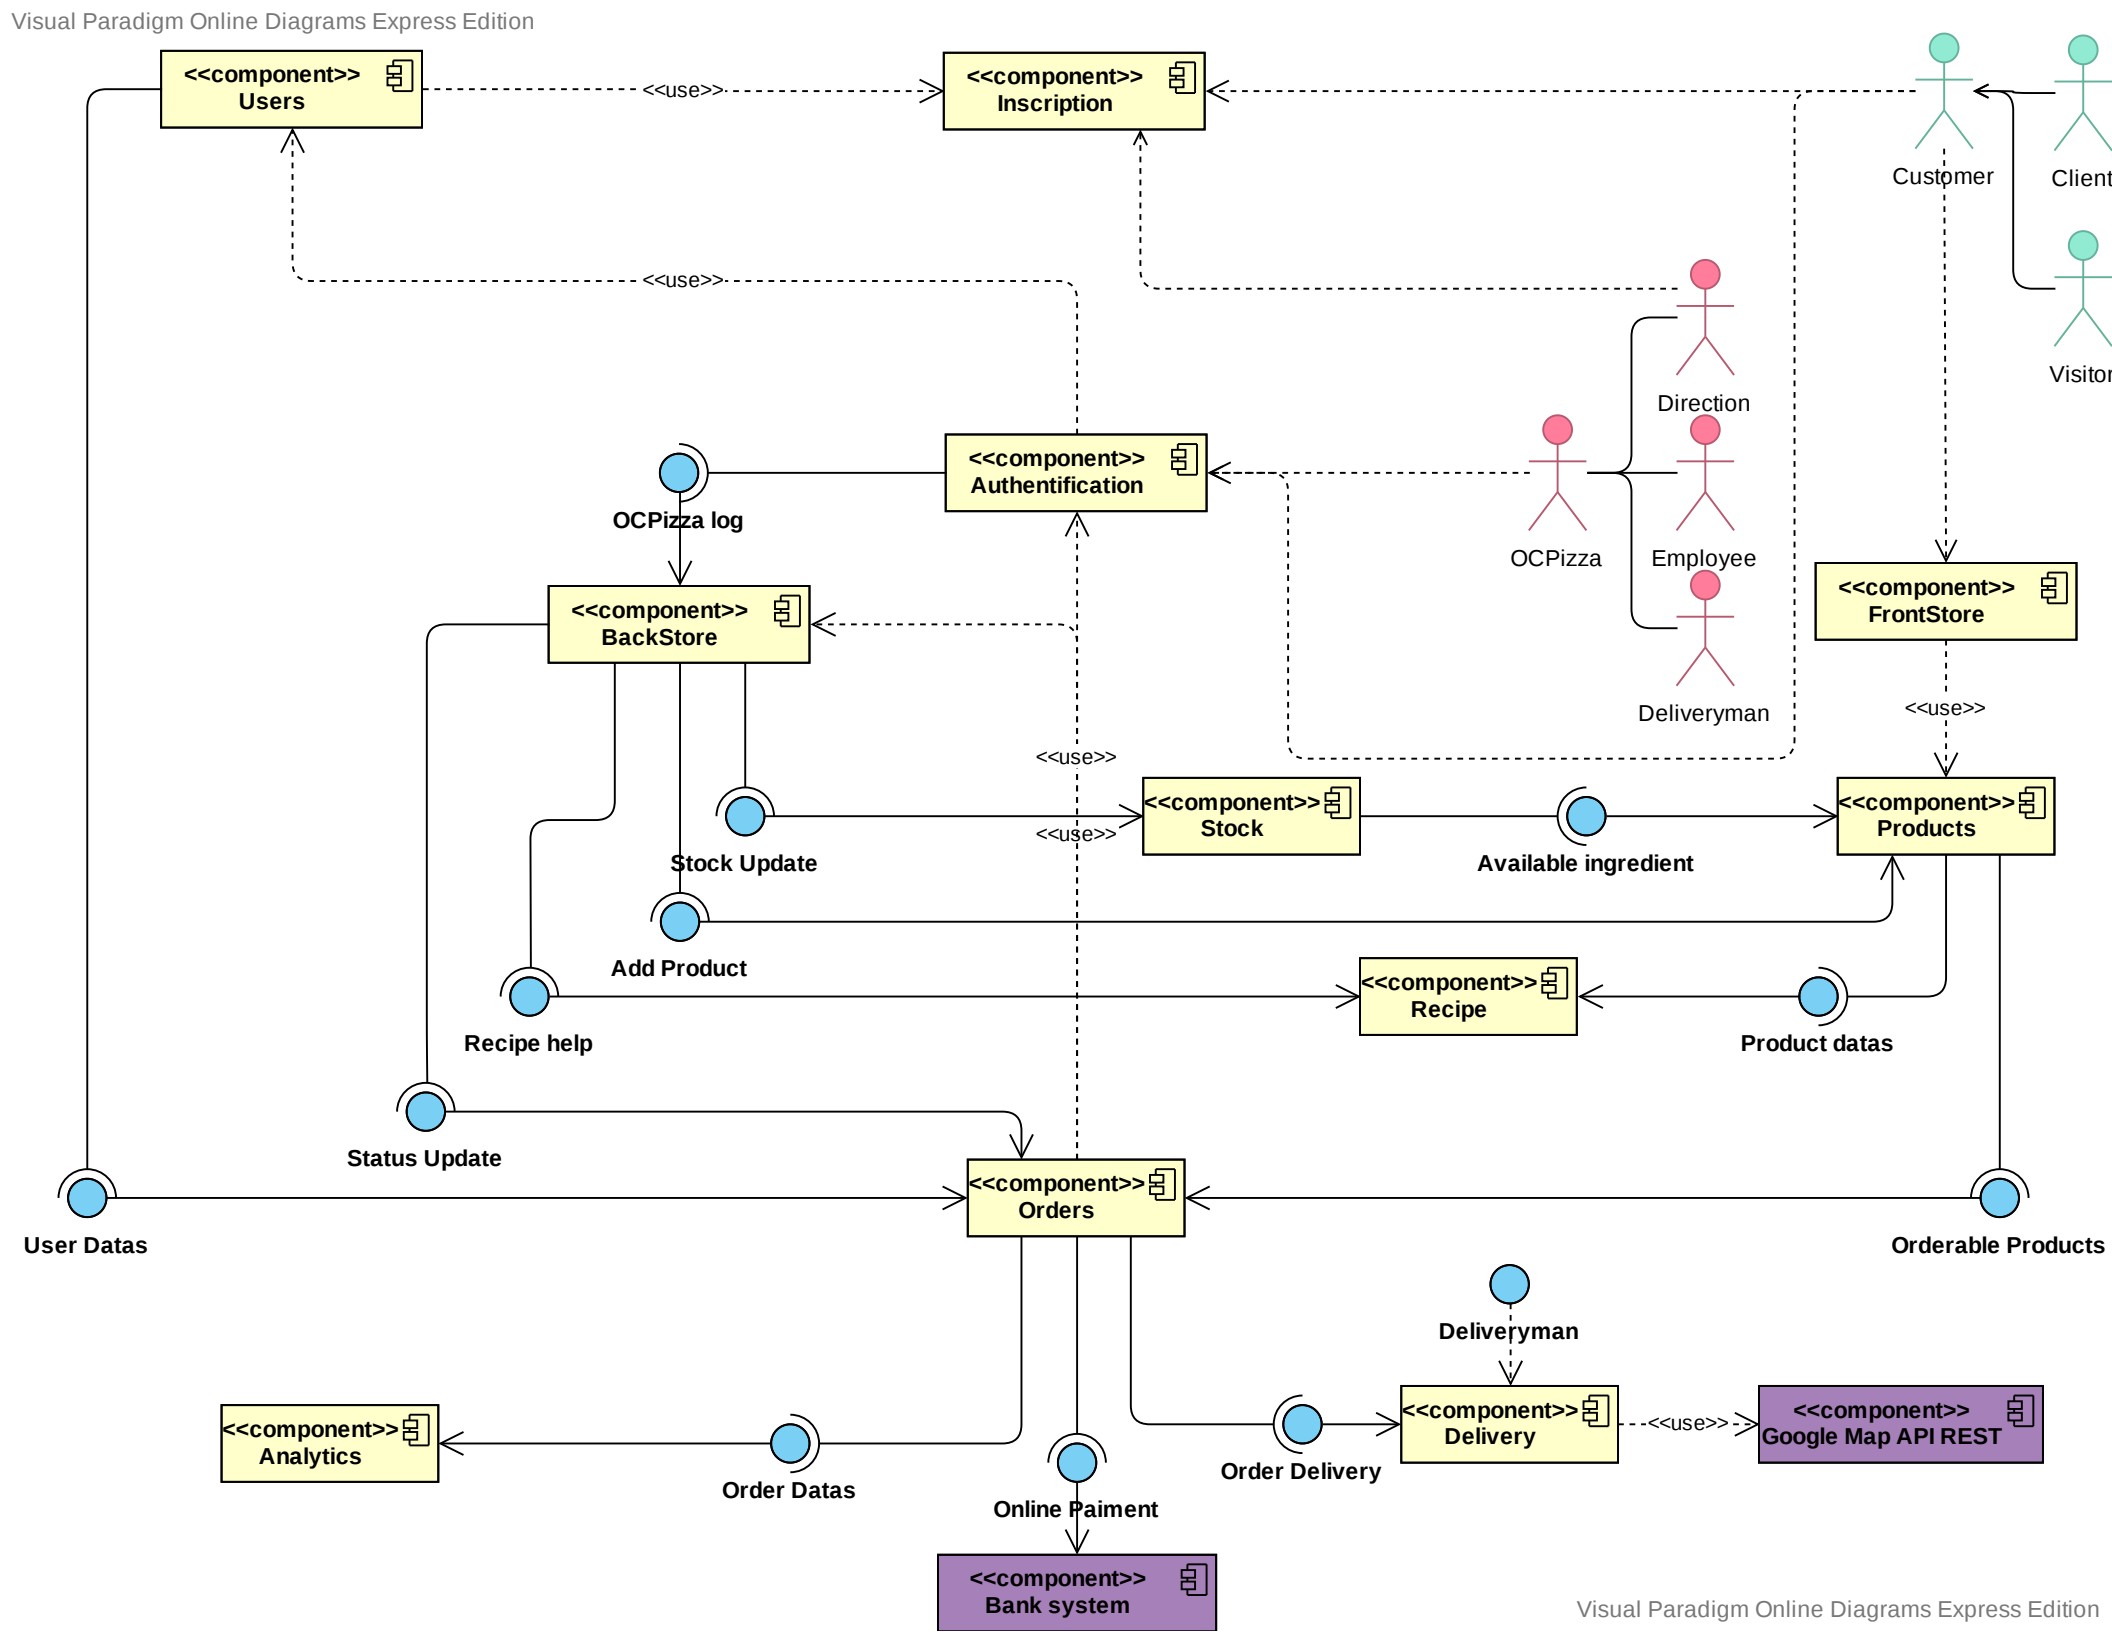 Visual Paradigm Online Diagrams Express Edition
<<component>>
Users
<<use>>
<<component>>
Inscription
Customer
Client
Visitor
<<use>>
Direction
<<component>>
Authentification
OCPizza log
OCPizza
Employee
<<component>>
BackStore
<<component>>
FrontStore
Deliveryman
<<use>>
<<use>>
<<component>>
Stock
<<component>>
Products
<<use>>
Stock Update
Available ingredient
Add Product
<<component>>
Recipe
Recipe help
Product datas
Status Update
<<component>>
Orders
User Datas
Orderable Products
Deliveryman
<<component>>
Analytics
<<component>>
Delivery
<<use>>
<<component>>
Google Map API REST
Order Datas
Order Delivery
Online Paiment
<<component>>
Bank system
Visual Paradigm Online Diagrams Express Edition